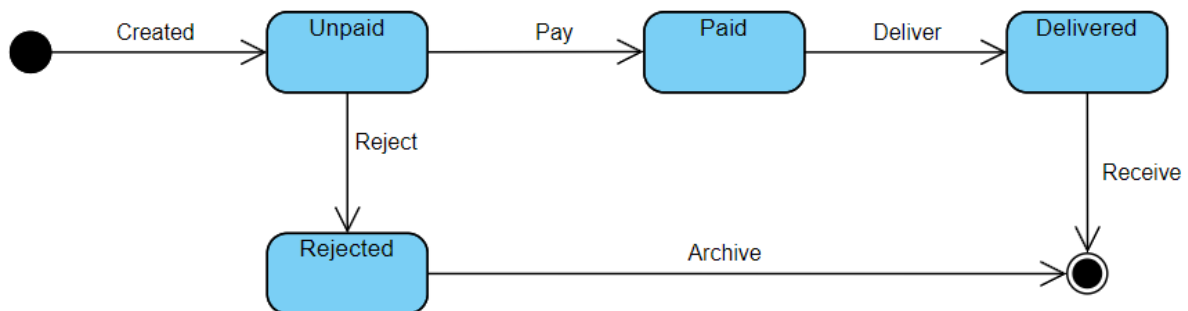 Created
Unpaid
Pay
Paid
Deliver
Delivered
Reject
Receive
Rejected
Archive